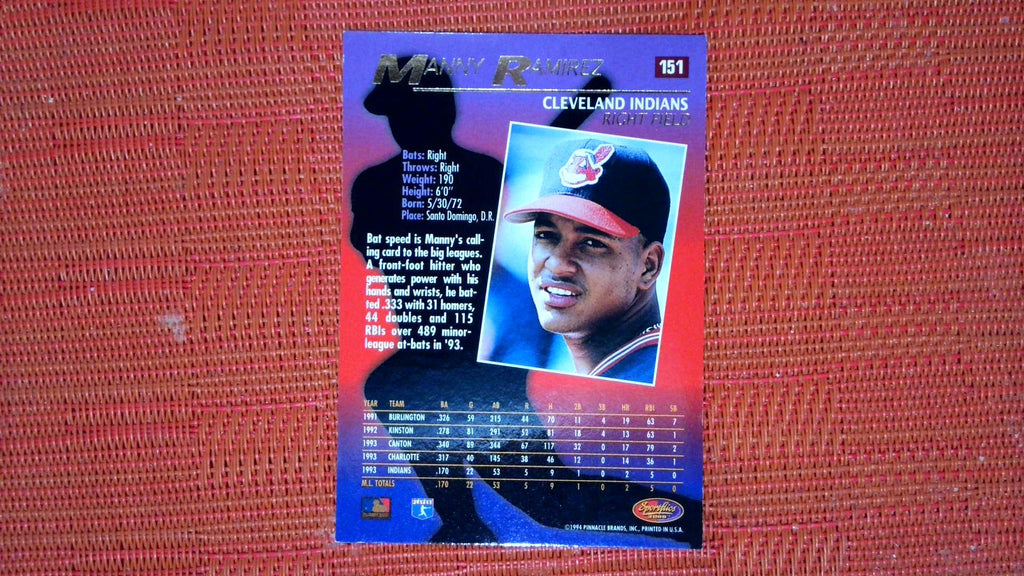 MANNY RAMIREZ
151
CLEVELAND INDIANS
RIGHT FIELD
Bats: Right
Throws: Right
Weight: 190
Height: 6'0"
Born: 5/30/72
Place: Santo Domingo, D.R.
Bat speed is Manny's call-
ing card to the big leagues.
A front-foot hitter who
generates power with his
hands and wrists, he bat-
ted .333 with 31 homers,
44 doubles and 115
RBIs over 489 minor-
league at-bats in '93.
YEAR TEAM BA G AB R H 2B 3B HR RBI SB
1991 BURLINGTON .326 59 215 44 70 11 4 19 63 7
1992 KINSTON .278 81 291 52 81 18 4 13 63 1
1993 CANTON .340 89 344 67 117 32 0 17 79 2
1993 CHARLOTTE .317 40 145 38 46 12 0 14 36 1
1993 INDIANS .170 22 53 5 9 1 0 2 5 0
M.L. TOTALS .170 22 53 5 9 1 0 2 5 0
Sportflics
2000
©1994 PINNACLE BRANDS, INC., PRINTED IN U.S.A.